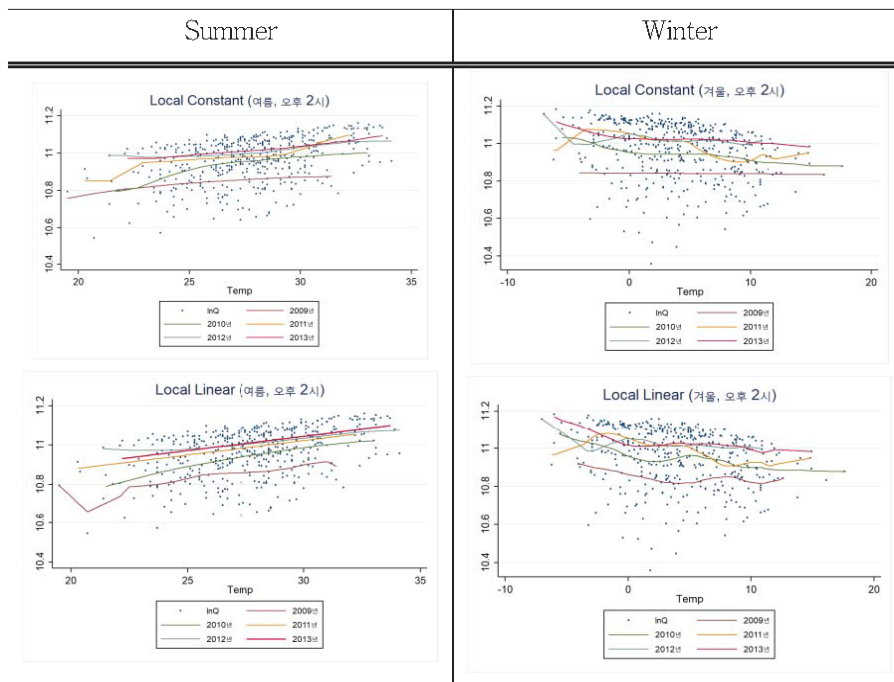 Summer
Winter
Local Constant (여름, 오후 2시)
11.2
11
10.8
10.6
10.4
20
25
30
35
Temp
lnQ
2009년
2010년
2011년
2012년
2013년
Local Constant (겨울, 오후 2시)
11.2
11
10.8
10.6
10.4
-10
0
10
20
Temp
lnQ
2009년
2010년
2011년
2012년
2013년
Local Linear (여름, 오후 2시)
11.2
11
10.8
10.6
10.4
20
25
30
35
Temp
lnQ
2009년
2010년
2011년
2012년
2013년
Local Linear (겨울, 오후 2시)
11.2
11
10.8
10.6
10.4
-10
0
10
20
Temp
lnQ
2009년
2010년
2011년
2012년
2013년